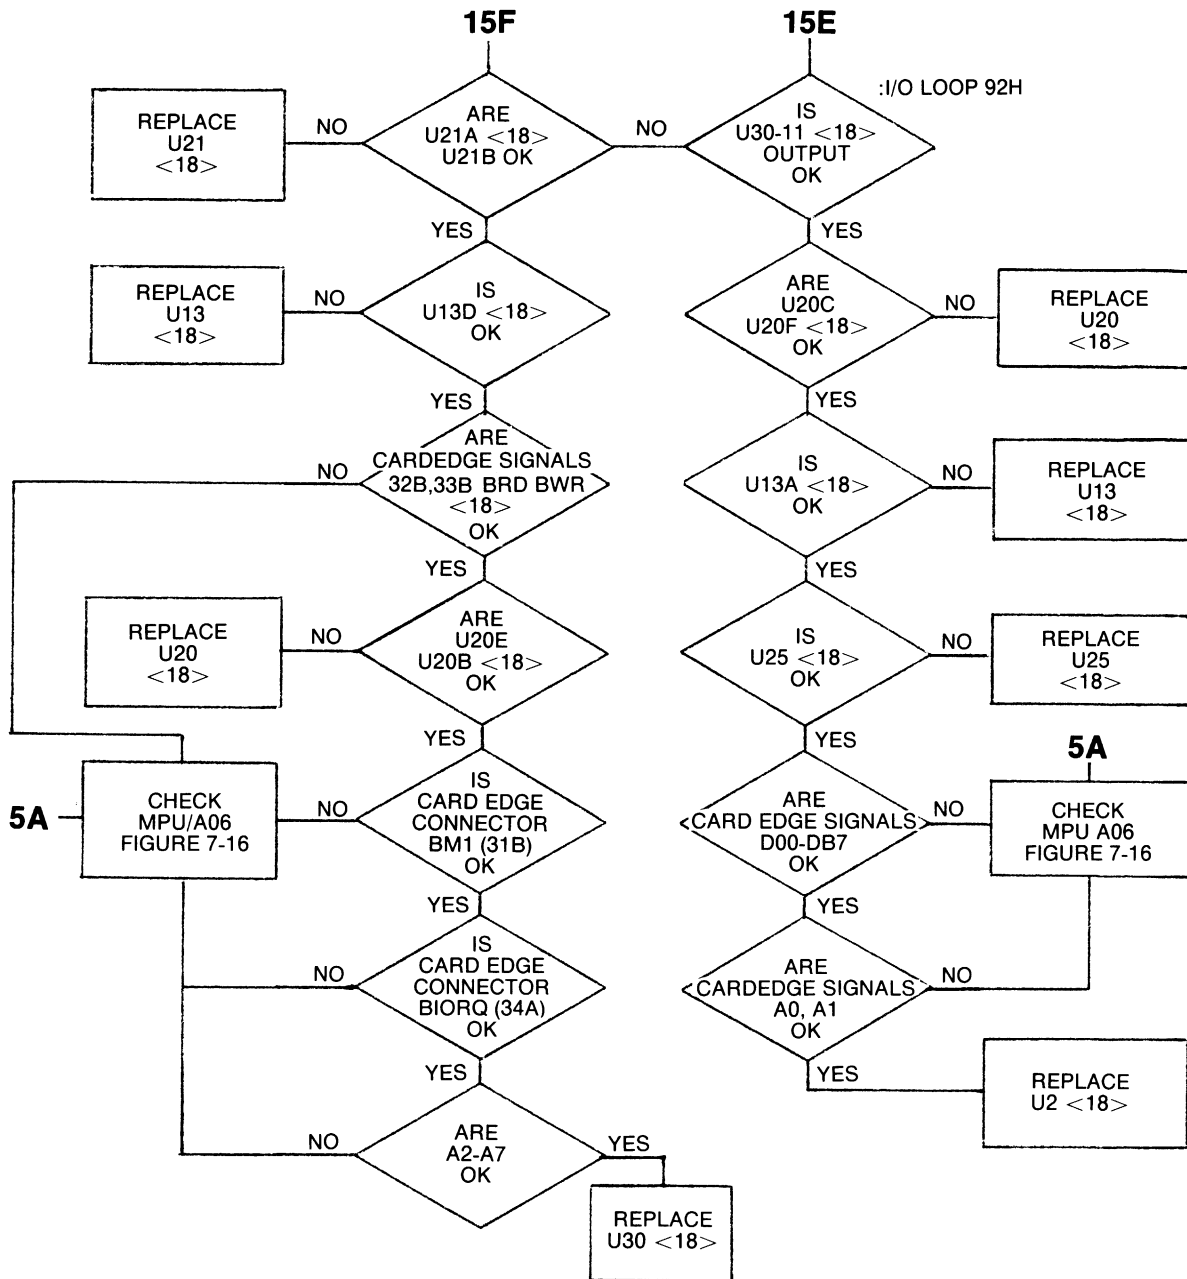 15F
15E
:I/O LOOP 92H
REPLACE
U21
<18>
NO
ARE
U21A <18>
U21B OK
NO
IS
U30-11 <18>
OUTPUT
OK
YES
YES
REPLACE
U13
<18>
NO
IS
U13D <18>
OK
ARE
U20C
U20F <18>
OK
NO
REPLACE
U20
<18>
YES
YES
NO
ARE
CARDEDGE SIGNALS
32B,33B BRD BWR
<18>
OK
IS
U13A <18>
OK
NO
REPLACE
U13
<18>
YES
YES
REPLACE
U20
<18>
NO
ARE
U20E
U20B <18>
OK
IS
U25 <18>
OK
NO
REPLACE
U25
<18>
YES
YES
5A
5A
CHECK
MPU/A06
FIGURE 7-16
NO
IS
CARD EDGE
CONNECTOR
BM1 (31B)
OK
ARE
CARD EDGE SIGNALS
D00-DB7
OK
NO
CHECK
MPU A06
FIGURE 7-16
YES
YES
NO
IS
CARD EDGE
CONNECTOR
BIORQ (34A)
OK
ARE
CARDEDGE SIGNALS
A0, A1
OK
NO
YES
YES
REPLACE
U2 <18>
NO
ARE
A2-A7
OK
YES
REPLACE
U30 <18>